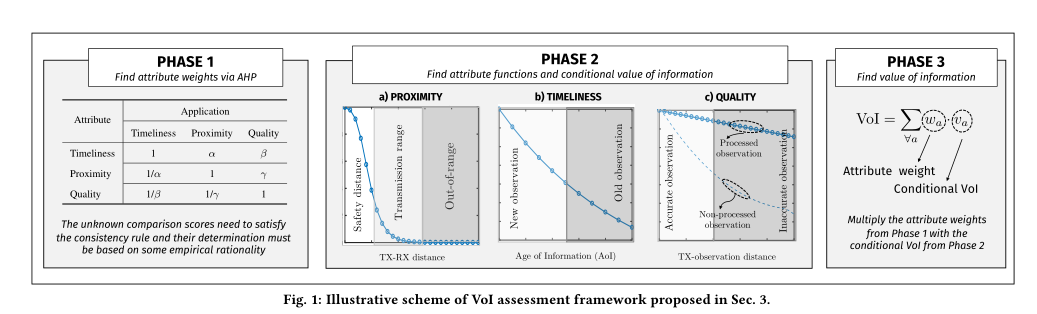 PHASE 1
Find attribute weights via AHP
Attribute
Application
Timeliness Proximity Quality
Timeliness 1 α β
Proximity 1/α 1 γ
Quality 1/β 1/γ 1
The unknown comparison scores need to satisfy
the consistency rule and their determination must
be based on some empirical rationality
PHASE 2
Find attribute functions and conditional value of information
a) PROXIMITY
Safety distance
Transmission range
Out-of-range
TX-RX distance
b) TIMELINESS
New observation
Old observation
Age of Information (AoI)
c) QUALITY
Accurate observation
Processed
observation
Non-processed
observation
Inaccurate observation
TX-observation distance
PHASE 3
Find value of information
VoI = ∑ w_a · v_a
∀a
Attribute weight
Conditional VoI
Multiply the attribute weights
from Phase 1 with the
conditional VoI from Phase 2
Fig. 1: Illustrative scheme of VoI assessment framework proposed in Sec. 3.